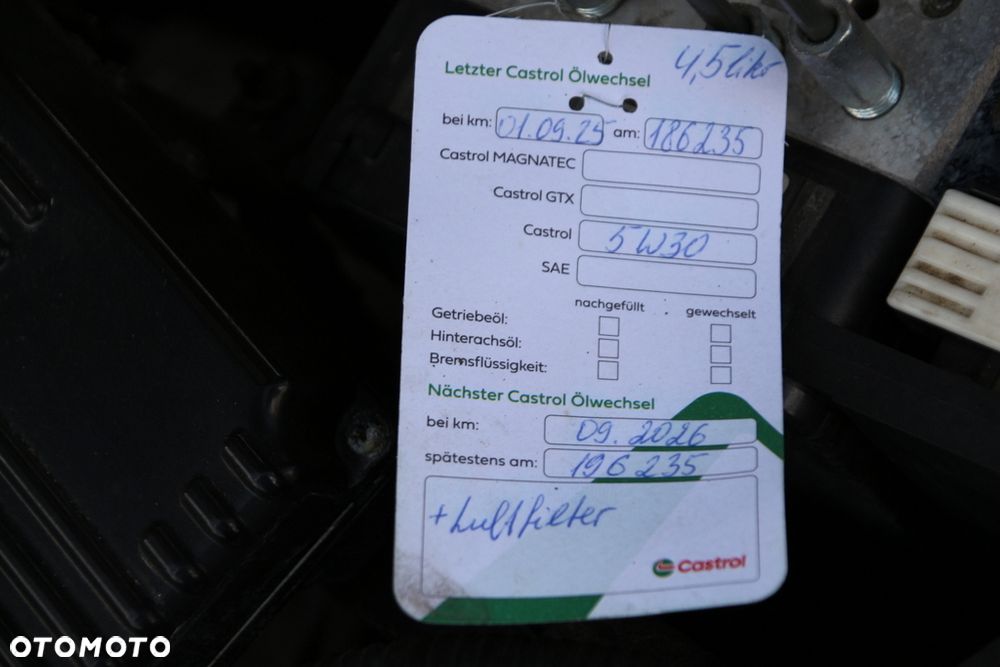 4,5 liter
Letzter Castrol Ölwechsel
bei km: 01.09.25 am: 186235
Castrol MAGNATEC
Castrol GTX
Castrol 5W30
SAE
nachgefüllt gewechselt
Getriebeöl:
Hinterachsöl:
Bremsflüssigkeit:
Nächster Castrol Ölwechsel
bei km: 09.2026
spätestens am: 196235
+ Luftfilter
Castrol
OTOMOTO